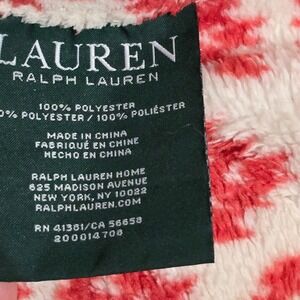 LAUREN
RALPH LAUREN
100% POLYESTER
0% POLYESTER / 100% POLIÉSTER
MADE IN CHINA
FABRIQUÉ EN CHINE
HECHO EN CHINA
RALPH LAUREN HOME
625 MADISON AVENUE
NEW YORK, NY 10022
RALPHLAUREN.COM
RN 41381/CA 56658
200014708